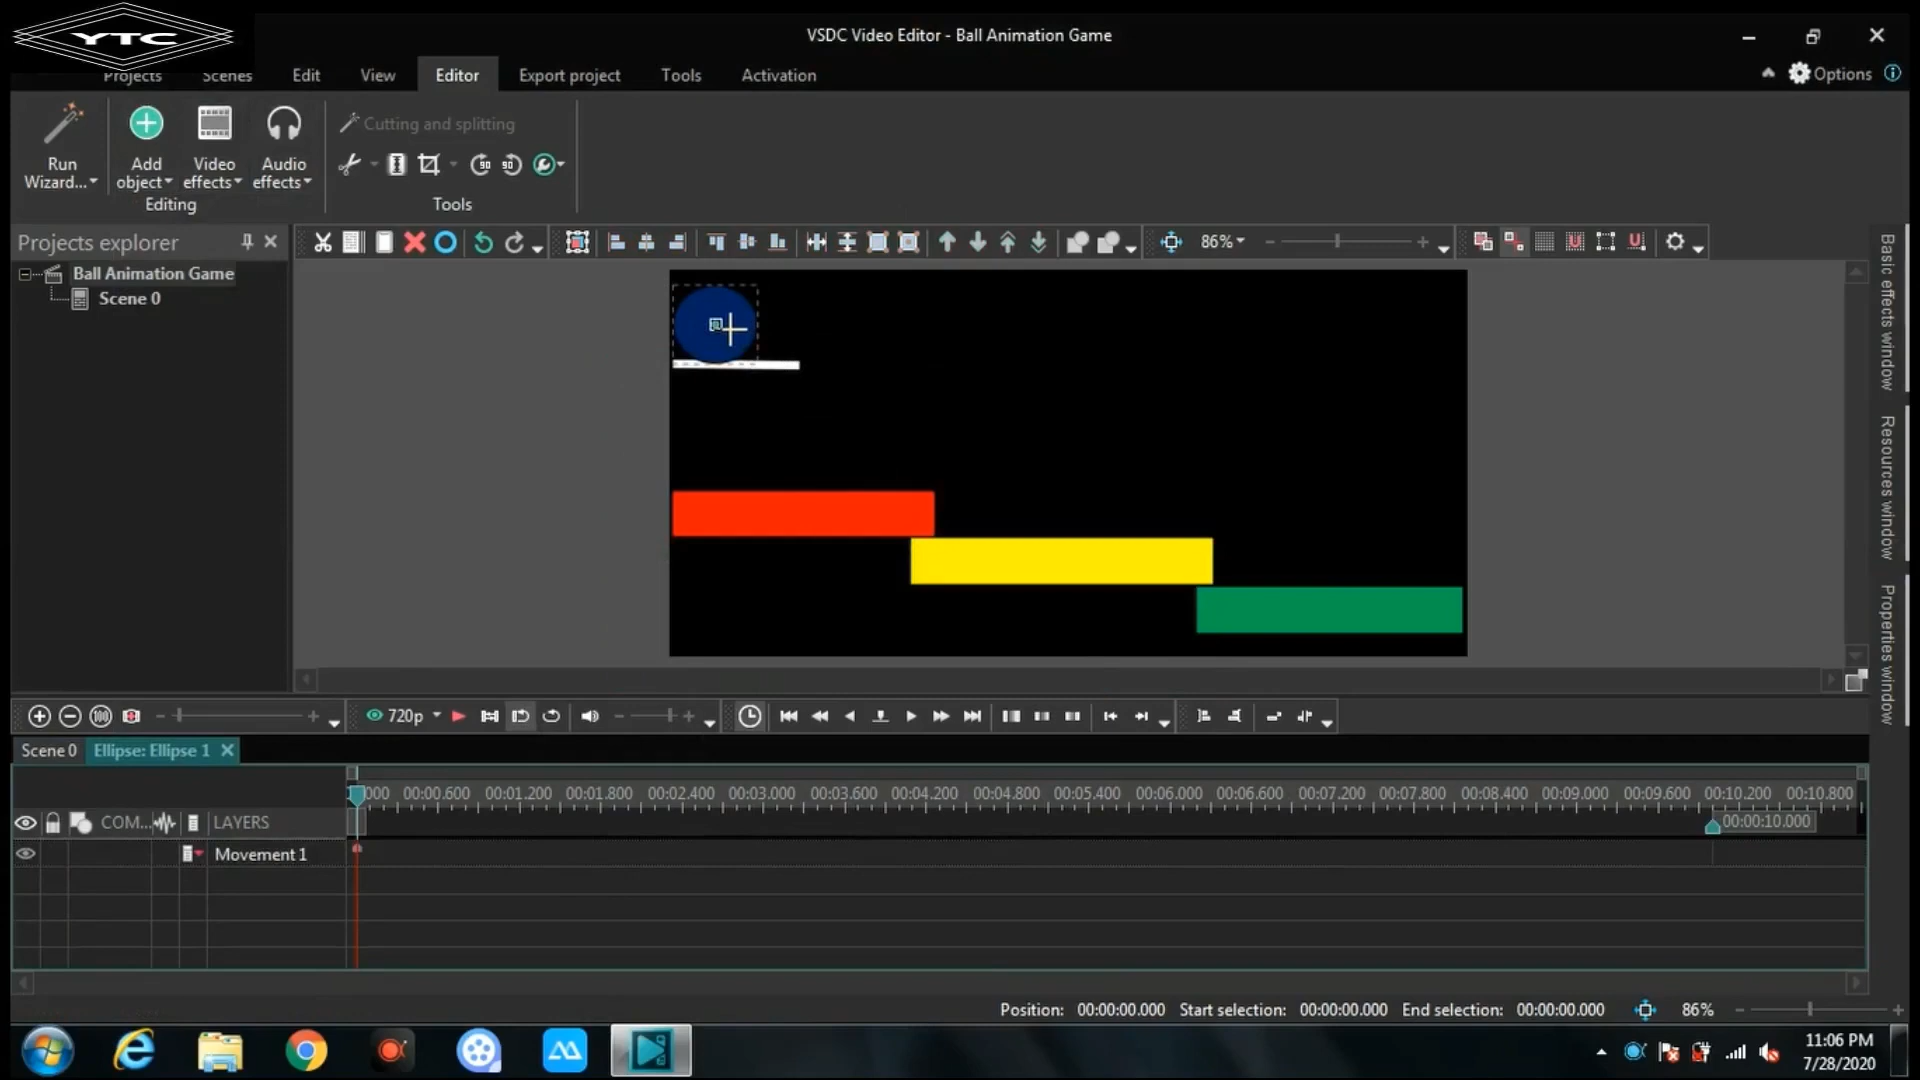 YTC
VSDC Video Editor - Ball Animation Game
Projects Scenes Edit View Editor Export project Tools Activation
Options
Run Wizard...
Add object
Video effects
Audio effects
Editing
Cutting and splitting
90 90
Tools
Projects explorer
Ball Animation Game
Scene 0
86%
Basic effects window
Resources window
Properties window
720p
Scene 0 Ellipse: Ellipse 1
000 00:00.600 00:01.200 00:01.800 00:02.400 00:03.000 00:03.600 00:04.200 00:04.800 00:05.400 00:06.000 00:06.600 00:07.200 00:07.800 00:08.400 00:09.000 00:09.600 00:10.200 00:10.800
COM... LAYERS
00:00:10.000
Movement 1
Position: 00:00:00.000 Start selection: 00:00:00.000 End selection: 00:00:00.000 86%
11:06 PM
7/28/2020